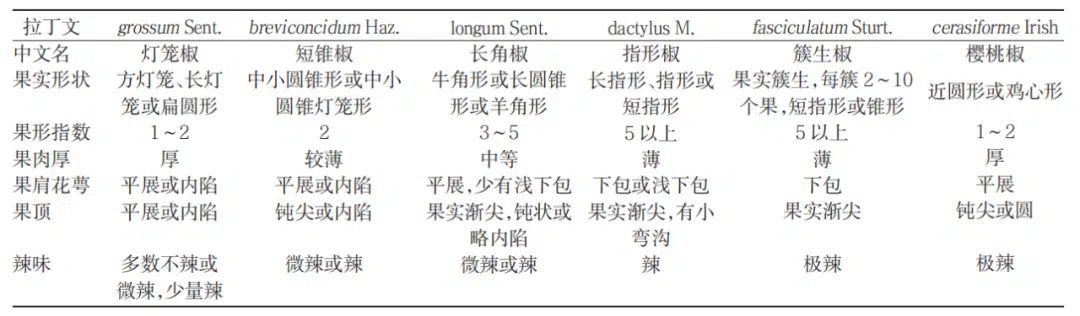 拉丁文 grossum Sent. breviconcidum Haz. longum Sent. dactylus M. fasciculatum Sturt. cerasiforme Irish
中文名 灯笼椒 短锥椒 长角椒 指形椒 簇生椒 樱桃椒
果实形状 方灯笼、长灯 中小圆锥形或中小 牛角形或长圆锥 长指形、指形或 果实簇生，每簇2～10 近圆形或鸡心形
笼或扁圆形 圆锥灯笼形 形或羊角形 短指形 个果，短指形或锥形
果形指数 1～2 2 3～5 5以上 5以上 1～2
果肉厚 厚 较薄 中等 薄 薄 厚
果肩花萼 平展或内陷 平展或内陷 平展，少有浅下包 下包或浅下包 下包 平展
果顶 平展或内陷 钝尖或内陷 果实渐尖，钝状或 果实渐尖，有小 果实渐尖 钝尖或圆
略内陷 弯沟
辣味 多数不辣或 微辣或辣 微辣或辣 辣 极辣 极辣
微辣，少量辣